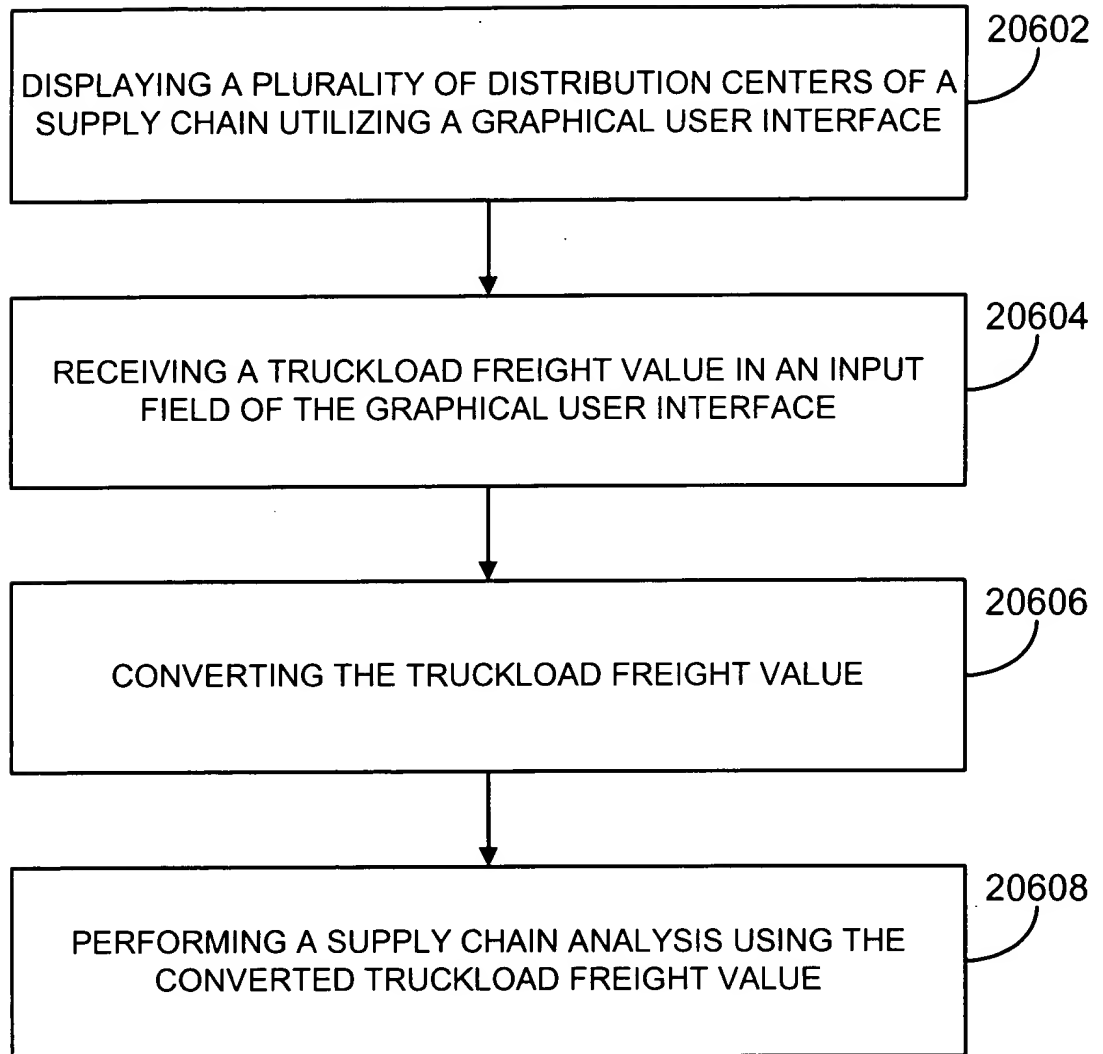 20602
DISPLAYING A PLURALITY OF DISTRIBUTION CENTERS OF A
SUPPLY CHAIN UTILIZING A GRAPHICAL USER INTERFACE
20604
RECEIVING A TRUCKLOAD FREIGHT VALUE IN AN INPUT
FIELD OF THE GRAPHICAL USER INTERFACE
20606
CONVERTING THE TRUCKLOAD FREIGHT VALUE
20608
PERFORMING A SUPPLY CHAIN ANALYSIS USING THE
CONVERTED TRUCKLOAD FREIGHT VALUE